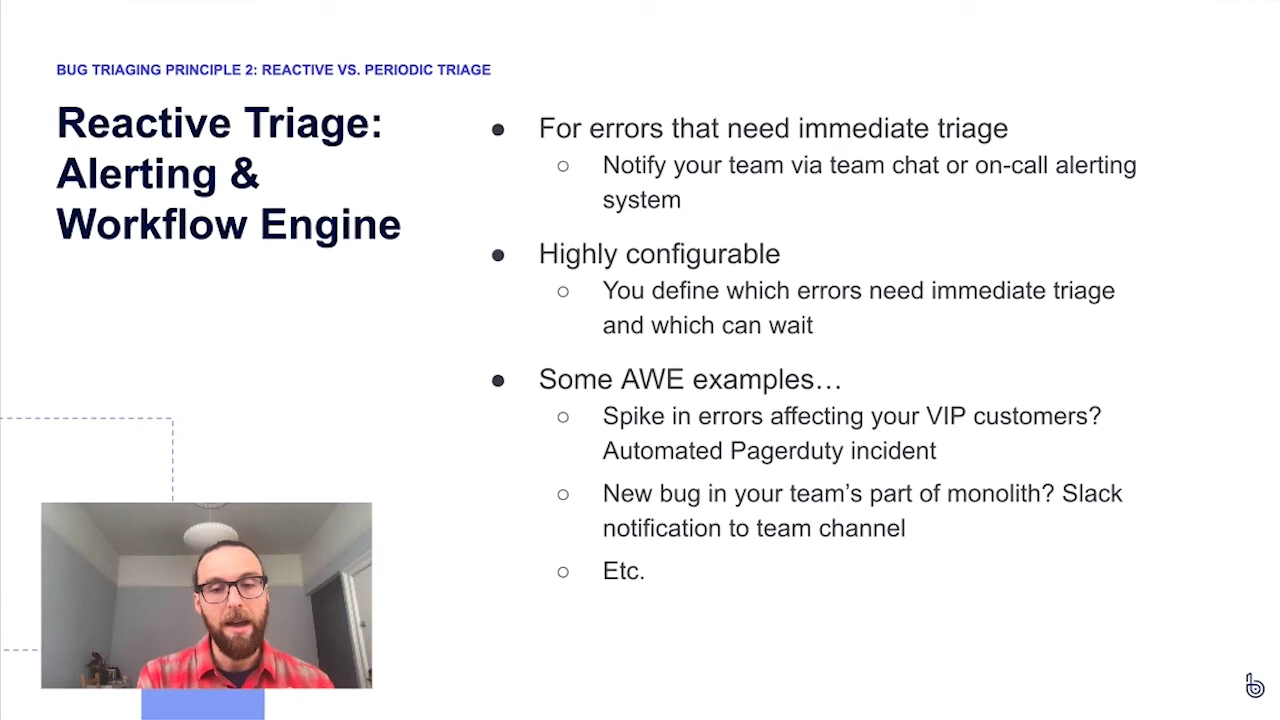 BUG TRIAGING PRINCIPLE 2: REACTIVE VS. PERIODIC TRIAGE
Reactive Triage:
Alerting &
Workflow Engine
● For errors that need immediate triage
○ Notify your team via team chat or on-call alerting
system
● Highly configurable
○ You define which errors need immediate triage
and which can wait
● Some AWE examples…
○ Spike in errors affecting your VIP customers?
Automated Pagerduty incident
○ New bug in your team’s part of monolith? Slack
notification to team channel
○ Etc.